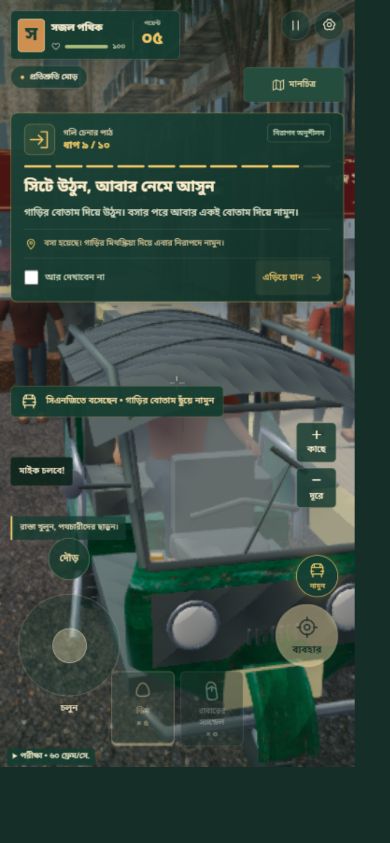 স
সজল পথিক
১০০
পয়েন্ট
০৫
প্রতিশ্রুতি মোড়
মানচিত্র
গলি চেনার পাঠ
ধাপ ৯ / ১০
নিরাপদ অনুশীলন
সিটে উঠুন, আবার নেমে আসুন
গাড়ির বোতাম দিয়ে উঠুন। বসার পরে আবার একই বোতামে নামুন।
বসা হয়েছে। গাড়ির মিথস্ক্রিয়া দিয়ে এবার নিরাপদে নামুন।
আর দেখাবেন না
এড়িয়ে যান →
সিএনজিতে বসেছেন • গাড়ির বোতাম ছুঁয়ে নামুন
+
কাছে
মাইক চলবে!
−
দূরে
রাস্তা খুলুন, পথচারীদের ছাড়ুন।
দৌড়
নামুন
ব্যবহার
চলুন
রাবারের
স্যান্ডেল
× ০
▸ পরীক্ষা • ৬০ ফ্রেম/সে.